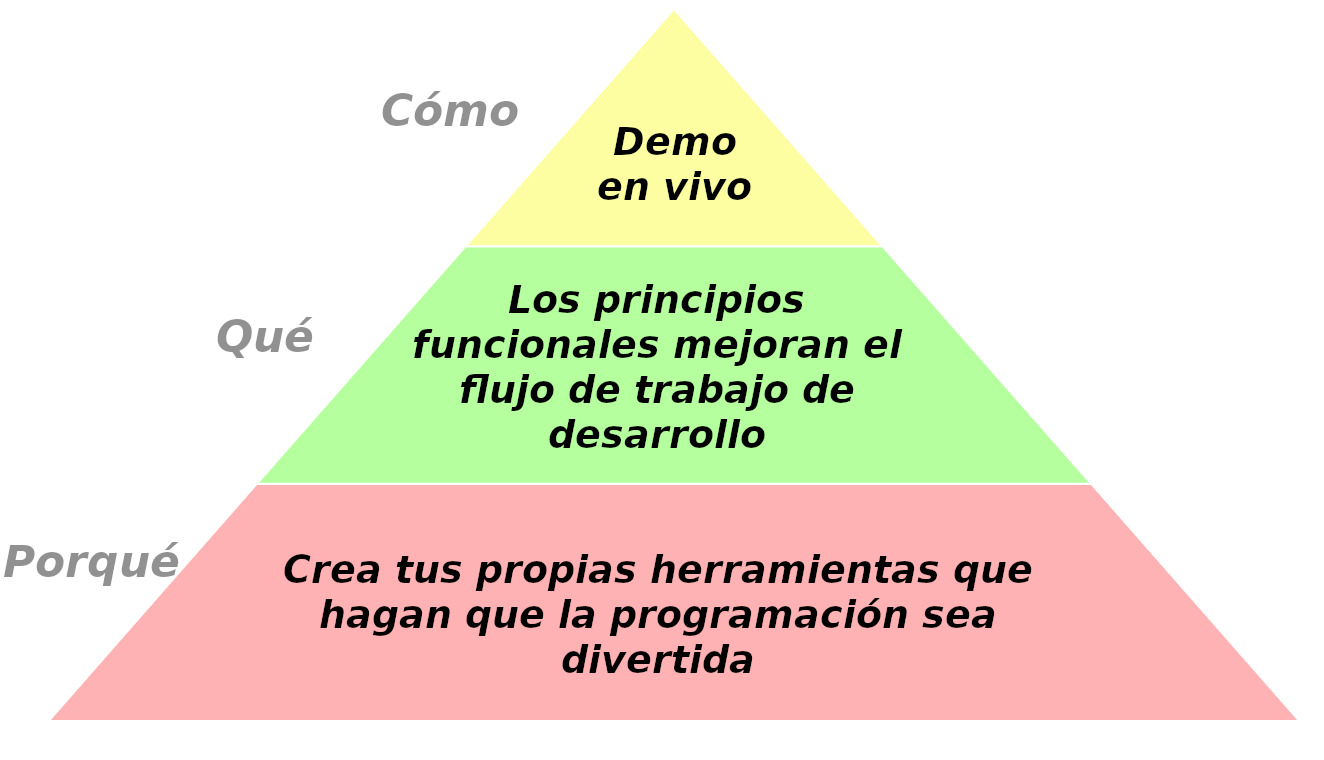 Cómo
Demo
en vivo
Qué
Los principios
funcionales mejoran el
flujo de trabajo de
desarrollo
Porqué
Crea tus propias herramientas que
hagan que la programación sea
divertida